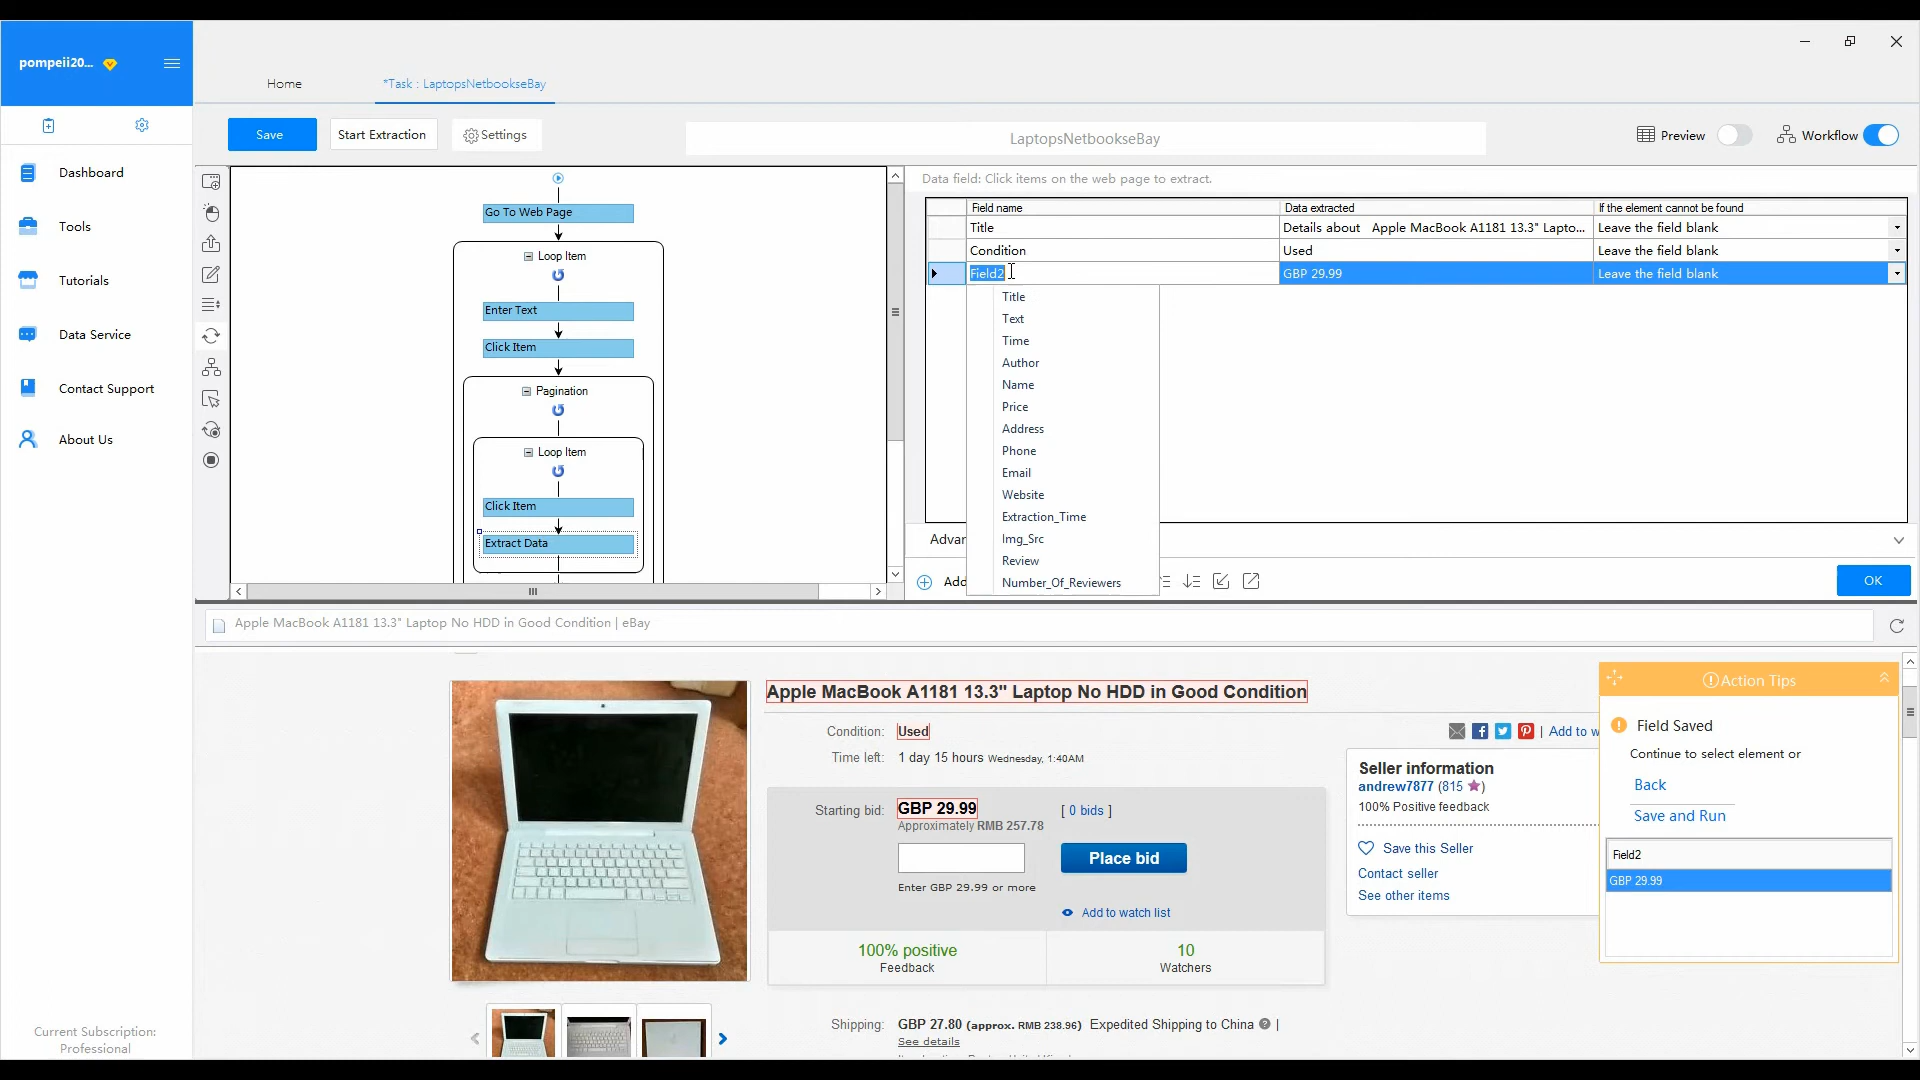 pompeii20...
Home
*Task : LaptopsNetbookseBay
Save
Start Extraction
Settings
LaptopsNetbookseBay
Preview
Workflow
Dashboard
Tools
Tutorials
Data Service
Contact Support
About Us
Current Subscription:
Professional
Go To Web Page
Loop Item
Enter Text
Click Item
Pagination
Loop Item
Click Item
Extract Data
Data field: Click items on the web page to extract.
Field name Data extracted If the element cannot be found
Title Details about Apple MacBook A1181 13.3" Lapto... Leave the field blank
Condition Used Leave the field blank
Field2 GBP 29.99 Leave the field blank
Title
Text
Time
Author
Name
Price
Address
Phone
Email
Website
Extraction_Time
Img_Src
Review
Number_Of_Reviewers
Advan
Add
OK
Apple MacBook A1181 13.3" Laptop No HDD in Good Condition | eBay
Apple MacBook A1181 13.3" Laptop No HDD in Good Condition
Condition: Used
Time left: 1 day 15 hours Wednesday, 1:40AM
| Add to w
Starting bid: GBP 29.99 [ 0 bids ]
Approximately RMB 257.78
Place bid
Enter GBP 29.99 or more
Add to watch list
100% positive
Feedback
10
Watchers
Shipping: GBP 27.80 (approx. RMB 238.96) Expedited Shipping to China |
See details
Seller information
andrew7877 (815 )
100% Positive feedback
Save this Seller
Contact seller
See other items
Action Tips
Field Saved
Continue to select element or
Back
Save and Run
Field2
GBP 29.99